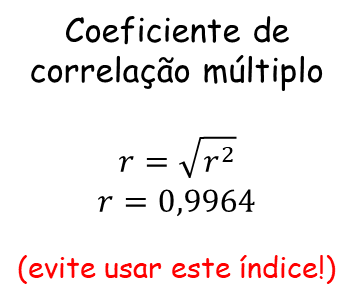 Coeficiente de
correlação múltiplo
r = √r²
r = 0,9964
(evite usar este índice!)